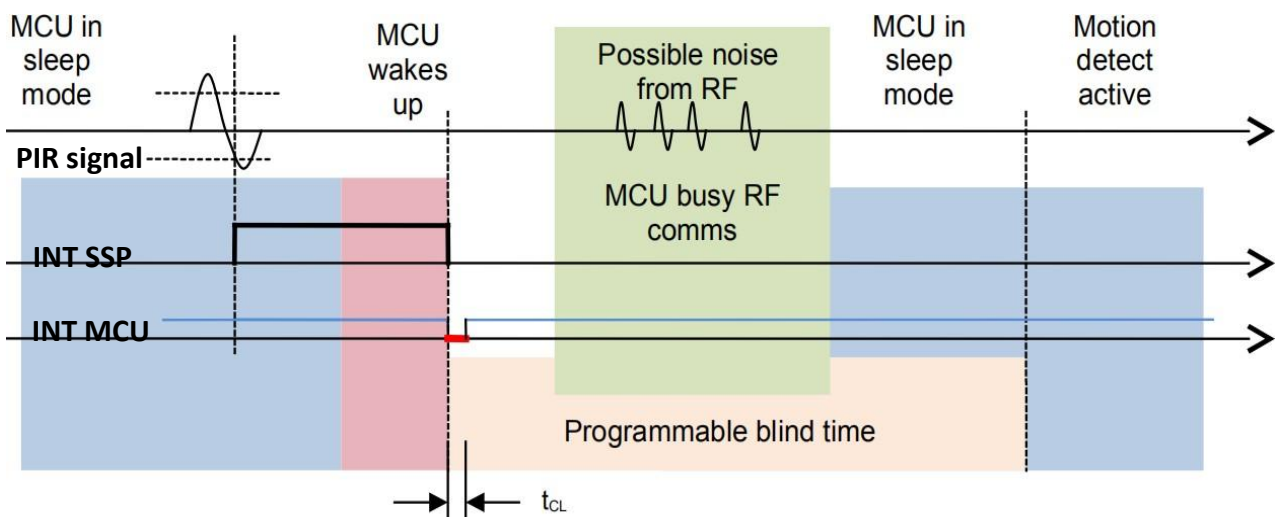 MCU in
sleep
mode
MCU
wakes
up
Possible noise
from RF
MCU in
sleep
mode
Motion
detect
active
PIR signal
MCU busy RF
comms
INT SSP
INT MCU
Programmable blind time
tCL